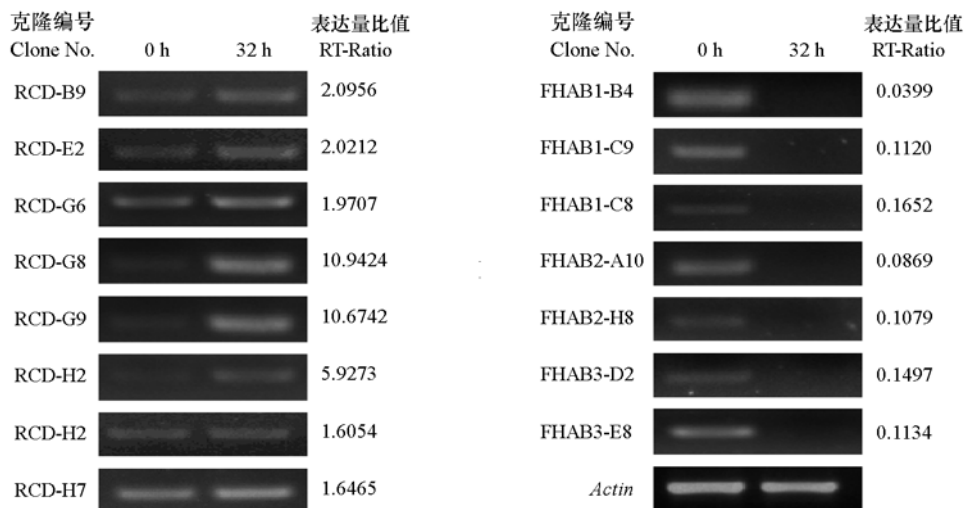 克隆编号 表达量比值
Clone No. 0 h 32 h RT-Ratio
RCD-B9 2.0956
RCD-E2 2.0212
RCD-G6 1.9707
RCD-G8 10.9424
RCD-G9 10.6742
RCD-H2 5.9273
RCD-H2 1.6054
RCD-H7 1.6465
克隆编号 表达量比值
Clone No. 0 h 32 h RT-Ratio
FHAB1-B4 0.0399
FHAB1-C9 0.1120
FHAB1-C8 0.1652
FHAB2-A10 0.0869
FHAB2-H8 0.1079
FHAB3-D2 0.1497
FHAB3-E8 0.1134
Actin